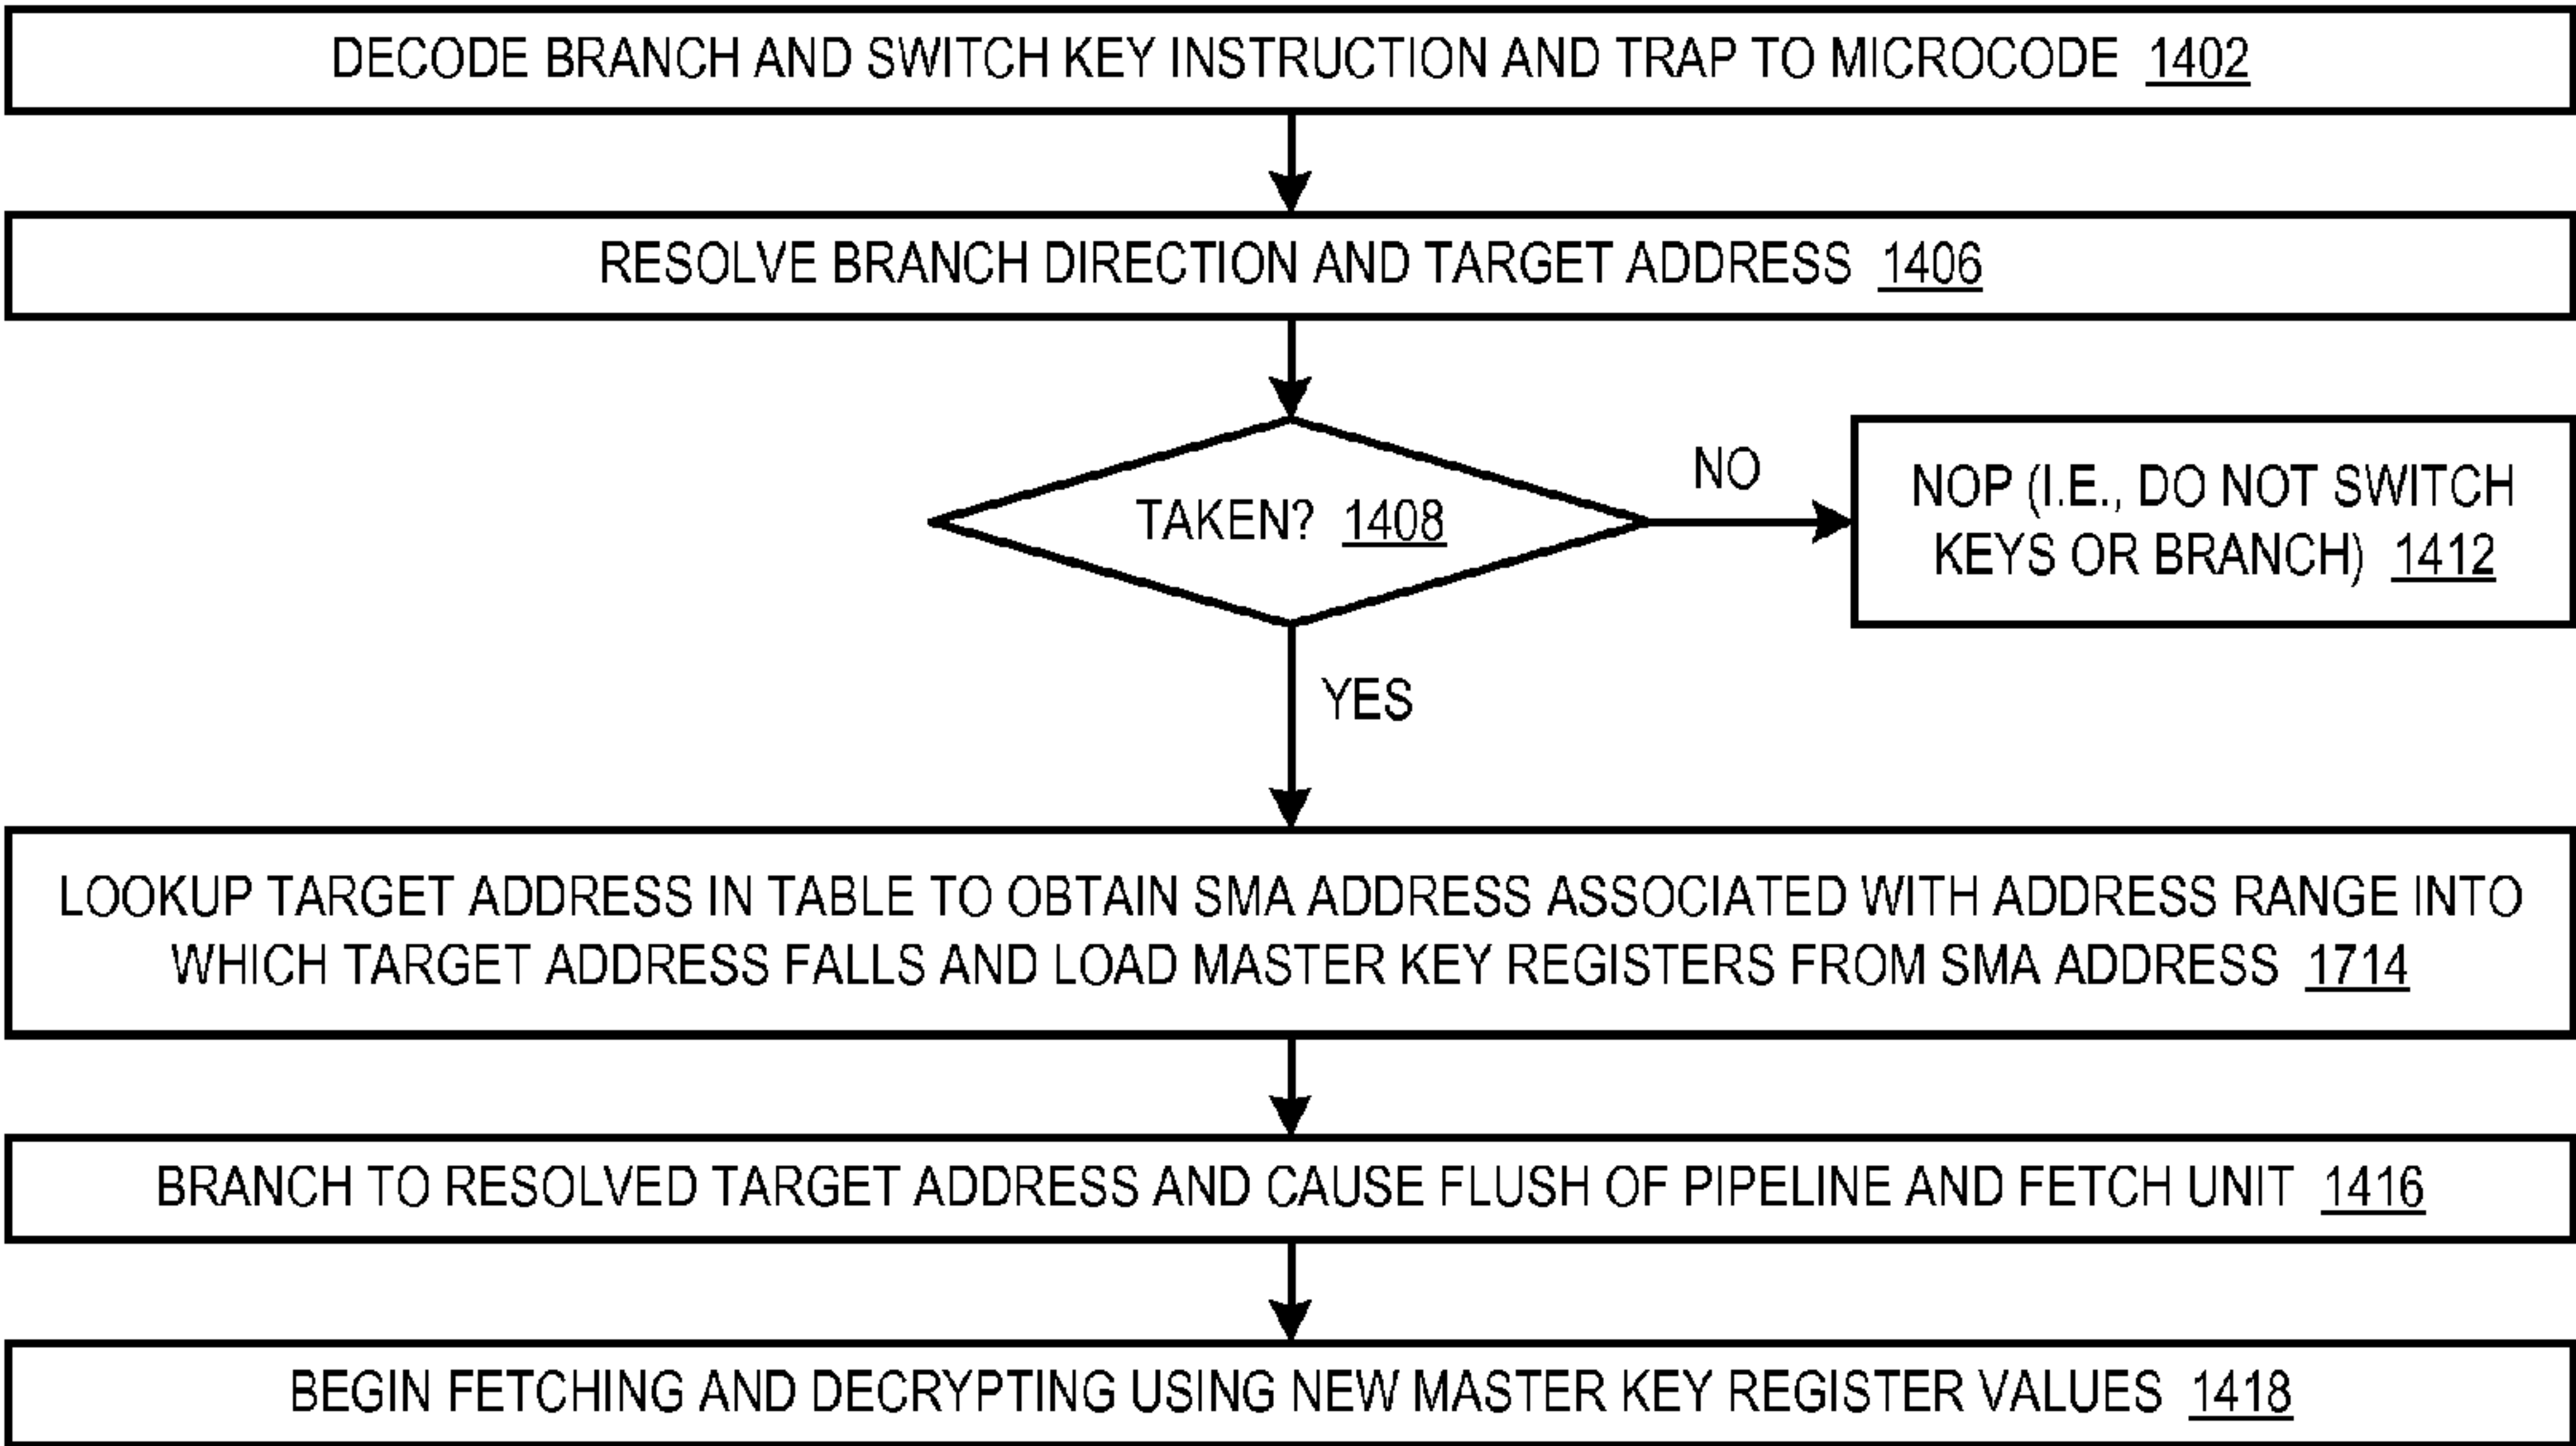 DECODE BRANCH AND SWITCH KEY INSTRUCTION AND TRAP TO MICROCODE 1402
RESOLVE BRANCH DIRECTION AND TARGET ADDRESS 1406
TAKEN? 1408
NO
NOP (I.E., DO NOT SWITCH
KEYS OR BRANCH) 1412
YES
LOOKUP TARGET ADDRESS IN TABLE TO OBTAIN SMA ADDRESS ASSOCIATED WITH ADDRESS RANGE INTO
WHICH TARGET ADDRESS FALLS AND LOAD MASTER KEY REGISTERS FROM SMA ADDRESS 1714
BRANCH TO RESOLVED TARGET ADDRESS AND CAUSE FLUSH OF PIPELINE AND FETCH UNIT 1416
BEGIN FETCHING AND DECRYPTING USING NEW MASTER KEY REGISTER VALUES 1418